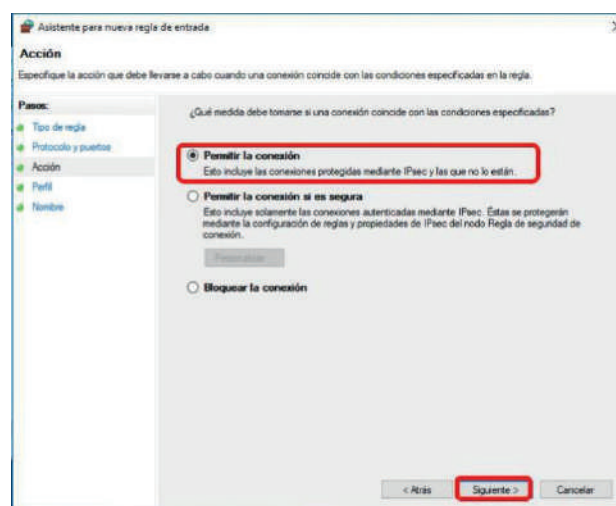 Asistente para nueva regla de entrada
Acción
Especifique la acción que debe llevarse a cabo cuando una conexión coincide con las condiciones especificadas en la regla.
Pasos:
Tipo de regla
Protocolo y puertos
Acción
Perfil
Nombre
¿Qué medida debe tomarse si una conexión coincide con las condiciones especificadas?
Permitir la conexión
Esto incluye las conexiones protegidas mediante IPsec y las que no lo están.
Permitir la conexión si es segura
Esto incluye solamente las conexiones autenticadas mediante IPsec. Éstas se protegerán
mediante la configuración de reglas y propiedades de IPsec del nodo Regla de seguridad de
conexión.
Personalizar...
Bloquear la conexión
< Atrás Siguiente > Cancelar